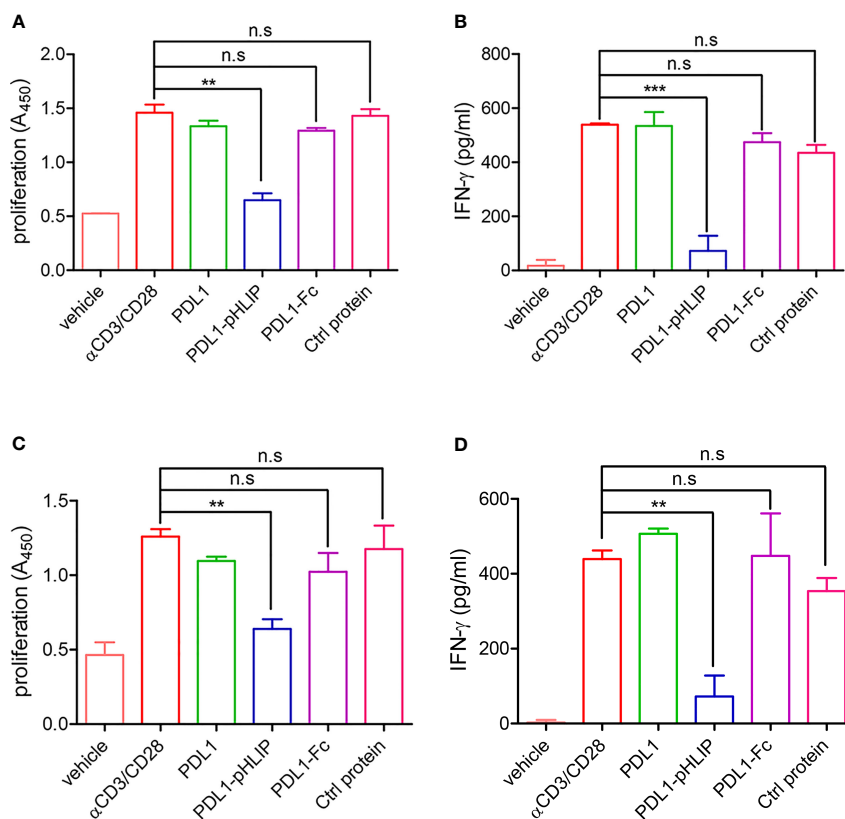 A
n.s
n.s
**
proliferation (A450)
2.0
1.5
1.0
0.5
0.0
vehicle
αCD3/CD28
PDL1
PDL1-pHLIP
PDL1-Fc
Ctrl protein
B
n.s
n.s
***
IFN-γ (pg/ml)
800
600
400
200
0
vehicle
αCD3/CD28
PDL1
PDL1-pHLIP
PDL1-Fc
Ctrl protein
C
n.s
n.s
**
proliferation (A450)
1.5
1.0
0.5
0.0
vehicle
αCD3/CD28
PDL1
PDL1-pHLIP
PDL1-Fc
Ctrl protein
D
n.s
n.s
**
IFN-γ (pg/ml)
600
400
200
0
vehicle
αCD3/CD28
PDL1
PDL1-pHLIP
PDL1-Fc
Ctrl protein